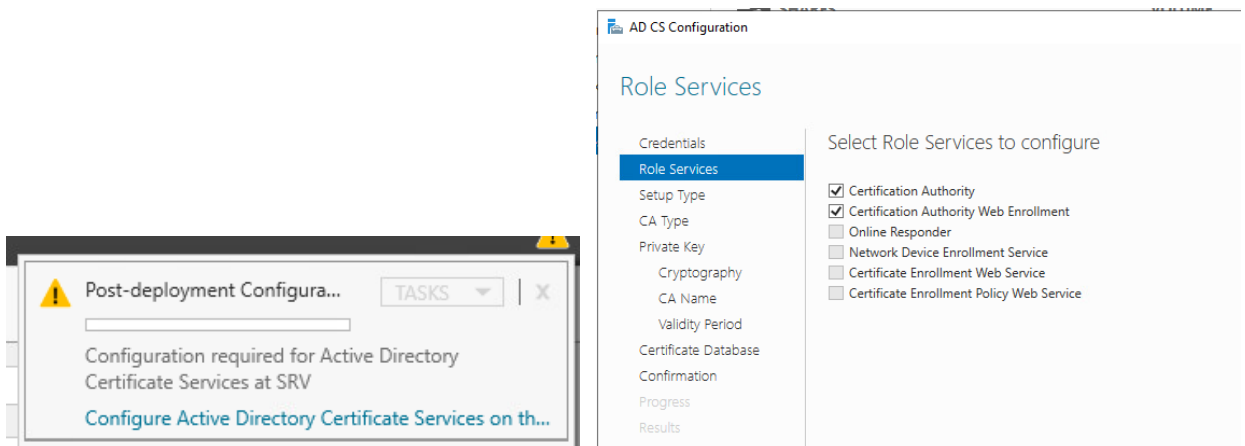 AD CS Configuration
Role Services
Credentials
Role Services
Setup Type
CA Type
Private Key
Cryptography
CA Name
Validity Period
Certificate Database
Confirmation
Progress
Results
Select Role Services to configure
Certification Authority
Certification Authority Web Enrollment
Online Responder
Network Device Enrollment Service
Certificate Enrollment Web Service
Certificate Enrollment Policy Web Service
Post-deployment Configura...
TASKS
Configuration required for Active Directory
Certificate Services at SRV
Configure Active Directory Certificate Services on th...